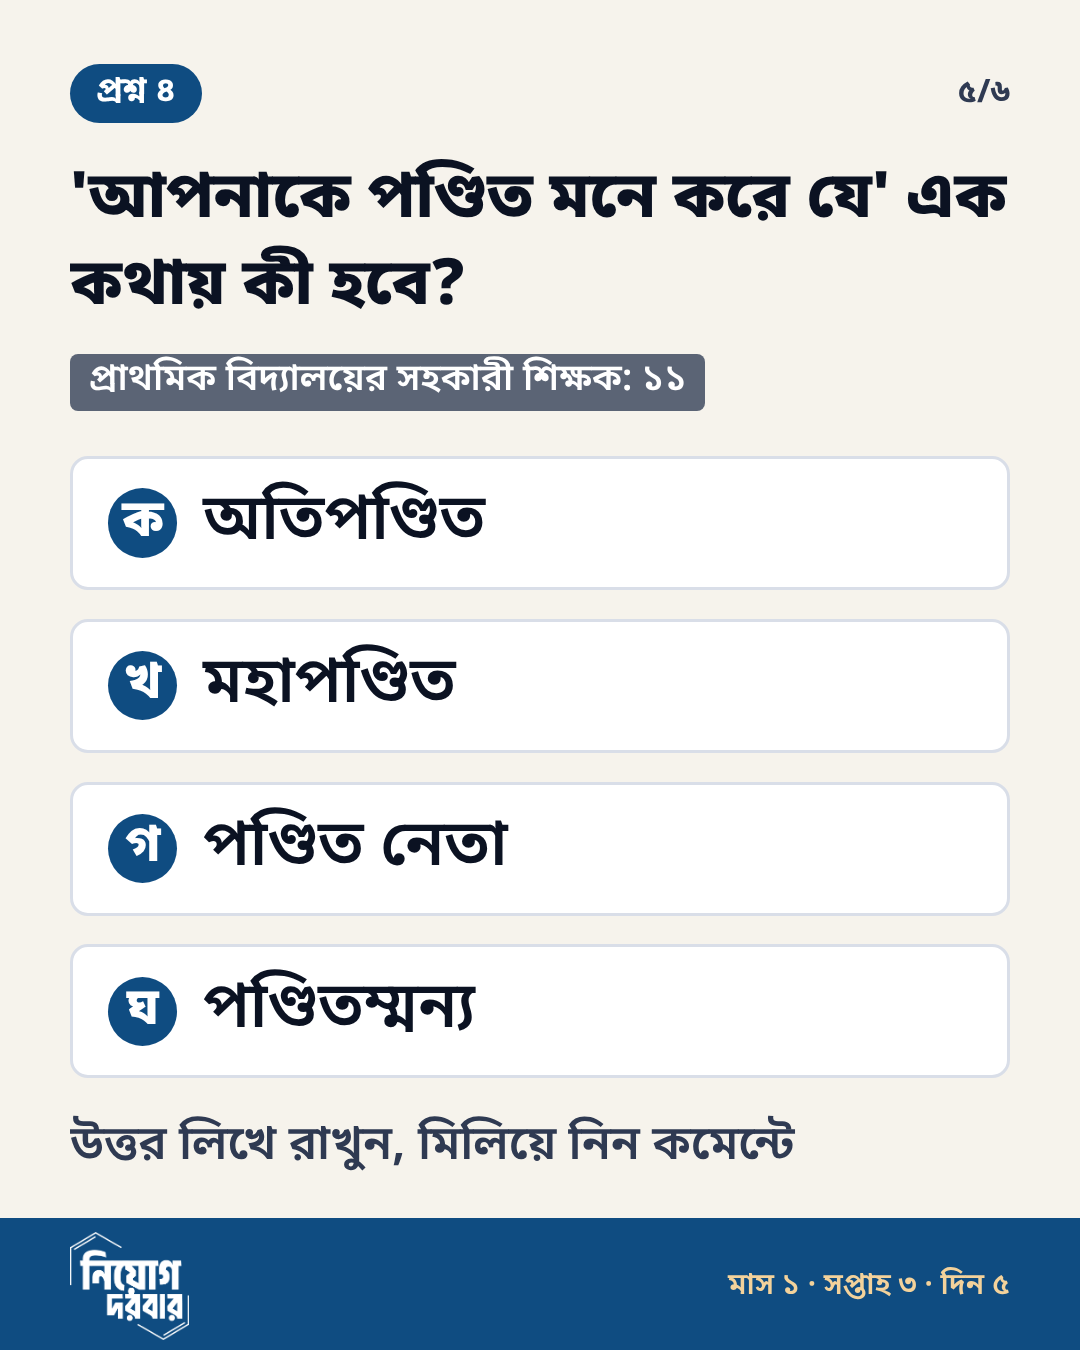 প্রশ্ন ৪
৫/৬
'আপনাকে পণ্ডিত মনে করে যে' এক
কথায় কী হবে?
প্রাথমিক বিদ্যালয়ের সহকারী শিক্ষক: ১১
ক অতিপণ্ডিত
খ মহাপণ্ডিত
গ পণ্ডিত নেতা
ঘ পণ্ডিতম্মন্য
উত্তর লিখে রাখুন, মিলিয়ে নিন কমেন্টে
নিয়োগ
দরবার
মাস ১ · সপ্তাহ ৩ · দিন ৫